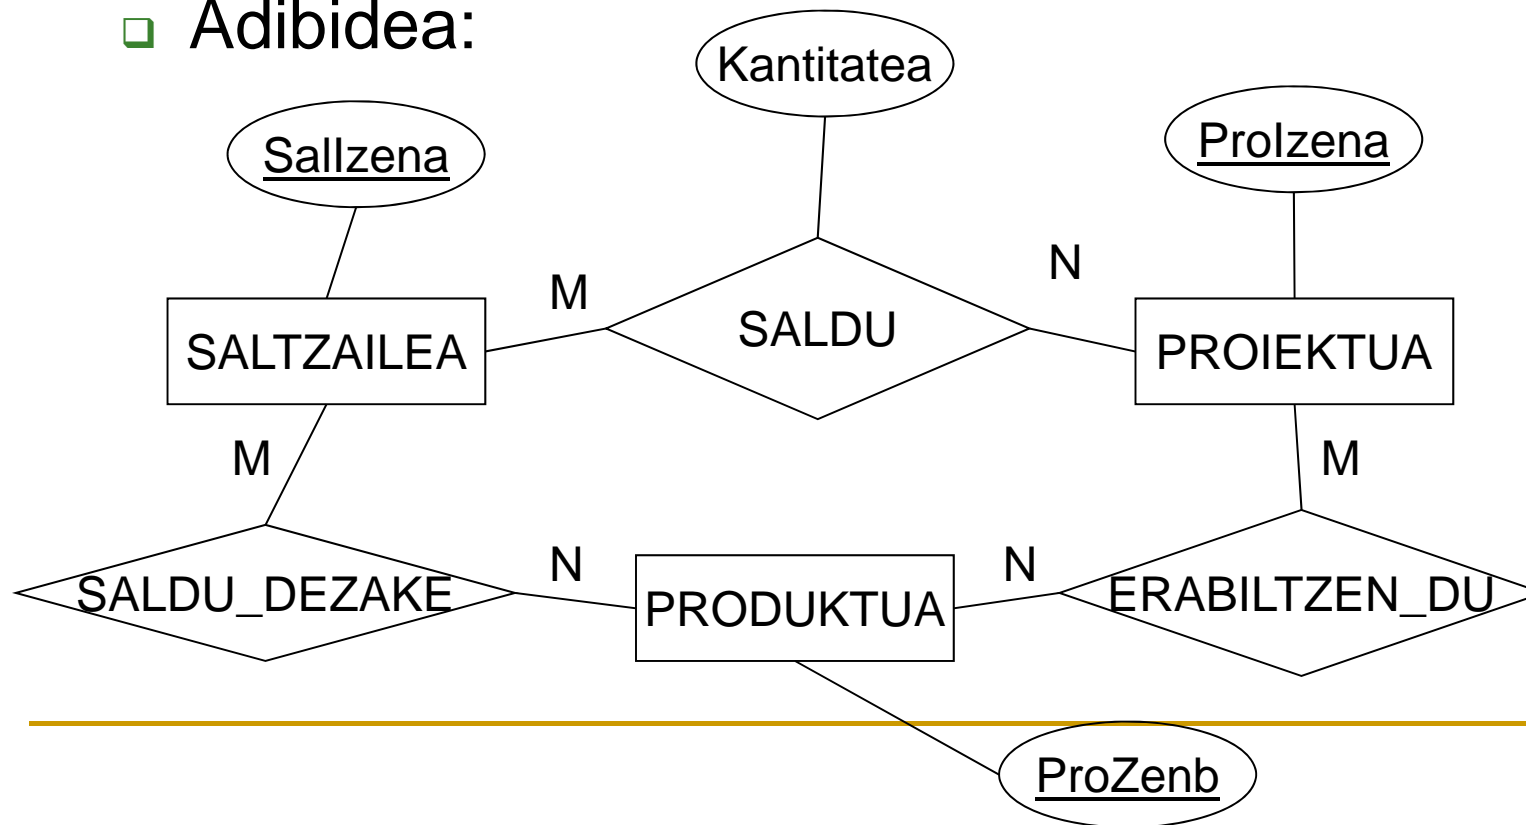 Adibidea:
Kantitatea
SalIzena
ProIzena
M
N
SALTZAILEA
SALDU
PROIEKTUA
M
M
SALDU_DEZAKE
N
PRODUKTUA
N
ERABILTZEN_DU
ProZenb